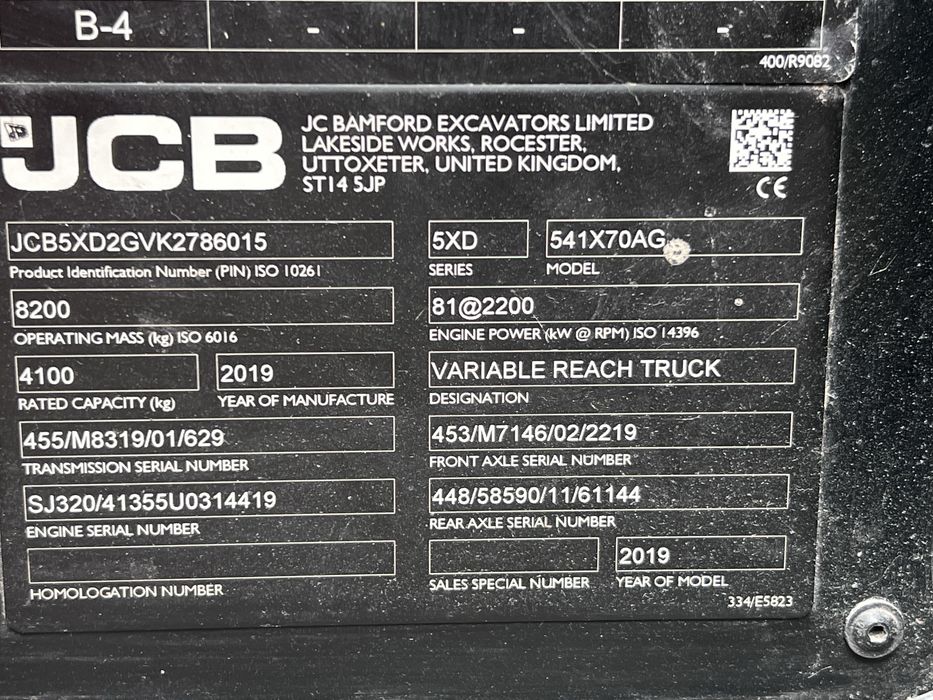 B-4 - - -
400/R9082
JCB
JC BAMFORD EXCAVATORS LIMITED
LAKESIDE WORKS, ROCESTER,
UTTOXETER, UNITED KINGDOM,
ST14 5JP
CE
JCB5XD2GVK2786015
Product Identification Number (PIN) ISO 10261
5XD
SERIES
541X70AG
MODEL
8200
OPERATING MASS (kg) ISO 6016
81@2200
ENGINE POWER (kW @ RPM) ISO 14396
4100
RATED CAPACITY (kg)
2019
YEAR OF MANUFACTURE
VARIABLE REACH TRUCK
DESIGNATION
455/M8319/01/629
TRANSMISSION SERIAL NUMBER
453/M7146/02/2219
FRONT AXLE SERIAL NUMBER
SJ320/41355U0314419
ENGINE SERIAL NUMBER
448/58590/11/61144
REAR AXLE SERIAL NUMBER
HOMOLOGATION NUMBER
SALES SPECIAL NUMBER
2019
YEAR OF MODEL
334/E5823